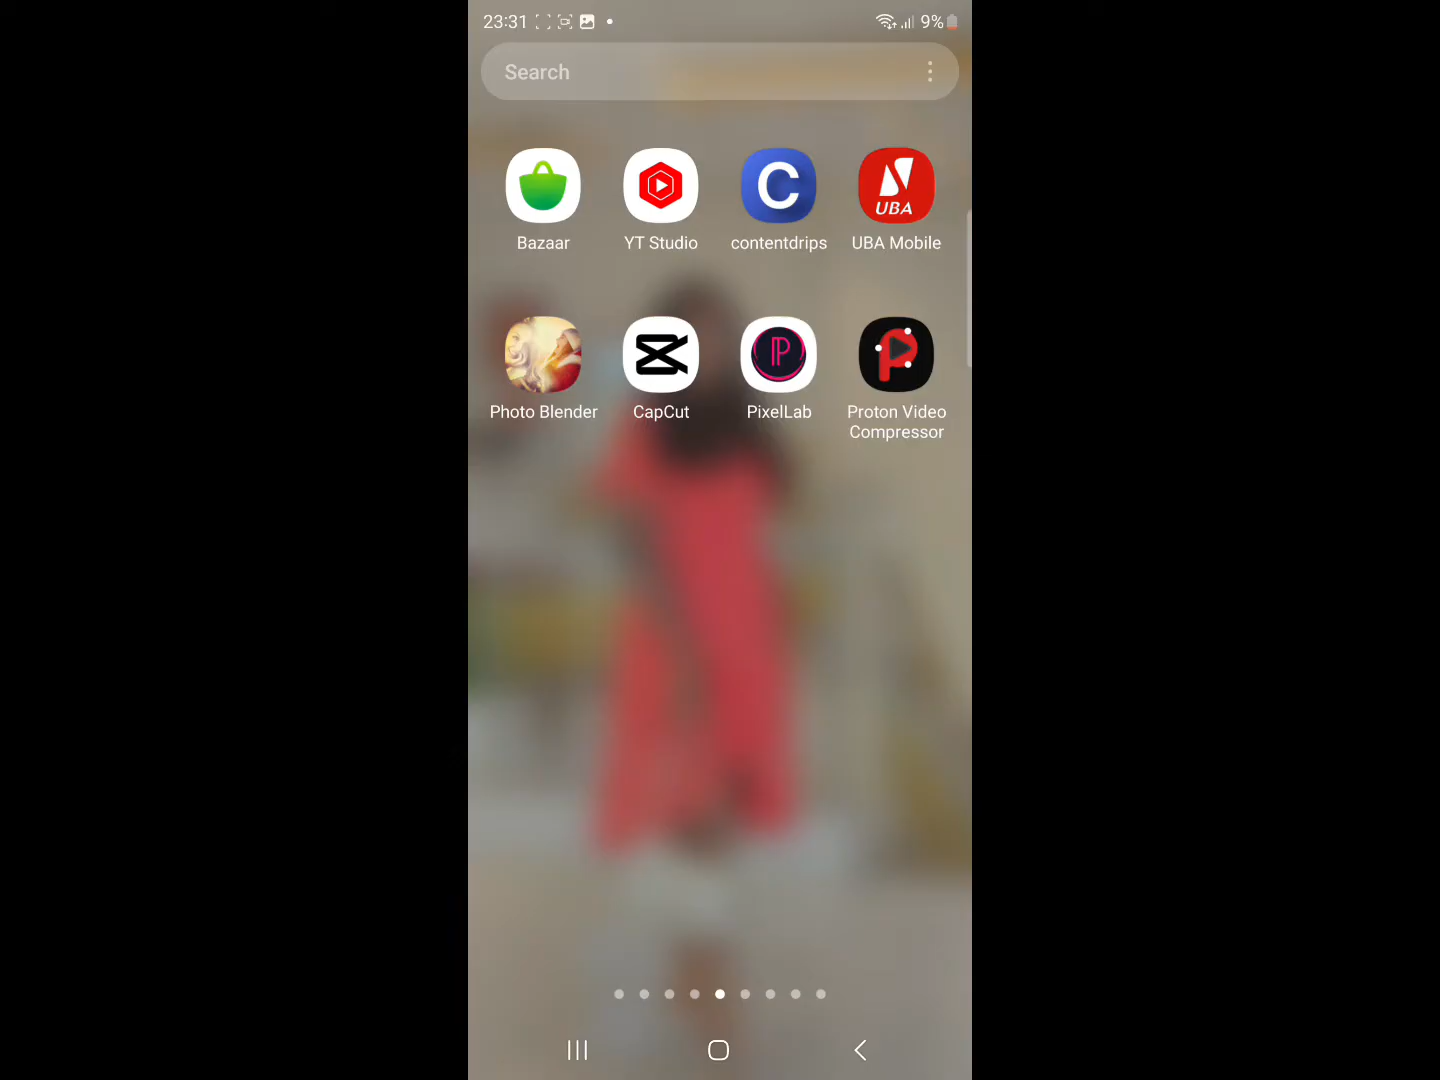 23:31
9%
Search
UBA
Bazaar
YT Studio
contentdrips
UBA Mobile
Photo Blender
CapCut
PixelLab
Proton Video
Compressor